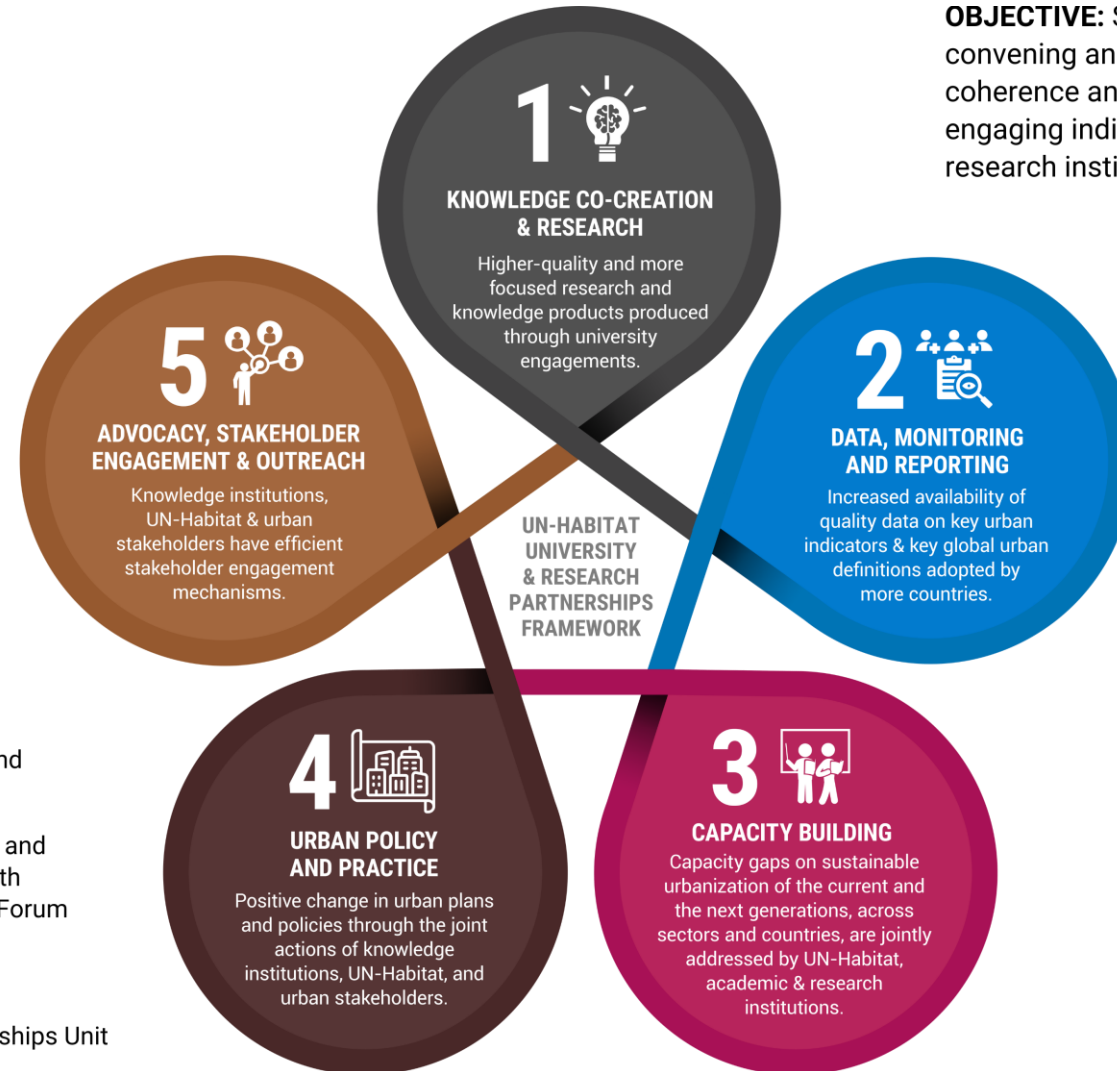 OBJECTIVE:
convening an
coherence an
engaging indi
research insti
1
KNOWLEDGE CO-CREATION
& RESEARCH
Higher-quality and more
focused research and
knowledge products produced
through university
engagements.
2
DATA, MONITORING
AND REPORTING
Increased availability of
quality data on key urban
indicators & key global urban
definitions adopted by
more countries.
3
CAPACITY BUILDING
Capacity gaps on sustainable
urbanization of the current and
the next generations, across
sectors and countries, are jointly
addressed by UN-Habitat,
academic & research
institutions.
4
URBAN POLICY
AND PRACTICE
Positive change in urban plans
and policies through the joint
actions of knowledge
institutions, UN-Habitat, and
urban stakeholders.
5
ADVOCACY, STAKEHOLDER
ENGAGEMENT & OUTREACH
Knowledge institutions,
UN-Habitat & urban
stakeholders have efficient
stakeholder engagement
mechanisms.
UN-HABITAT
UNIVERSITY
& RESEARCH
PARTNERSHIPS
FRAMEWORK
nd
and
th
Forum
ships Unit